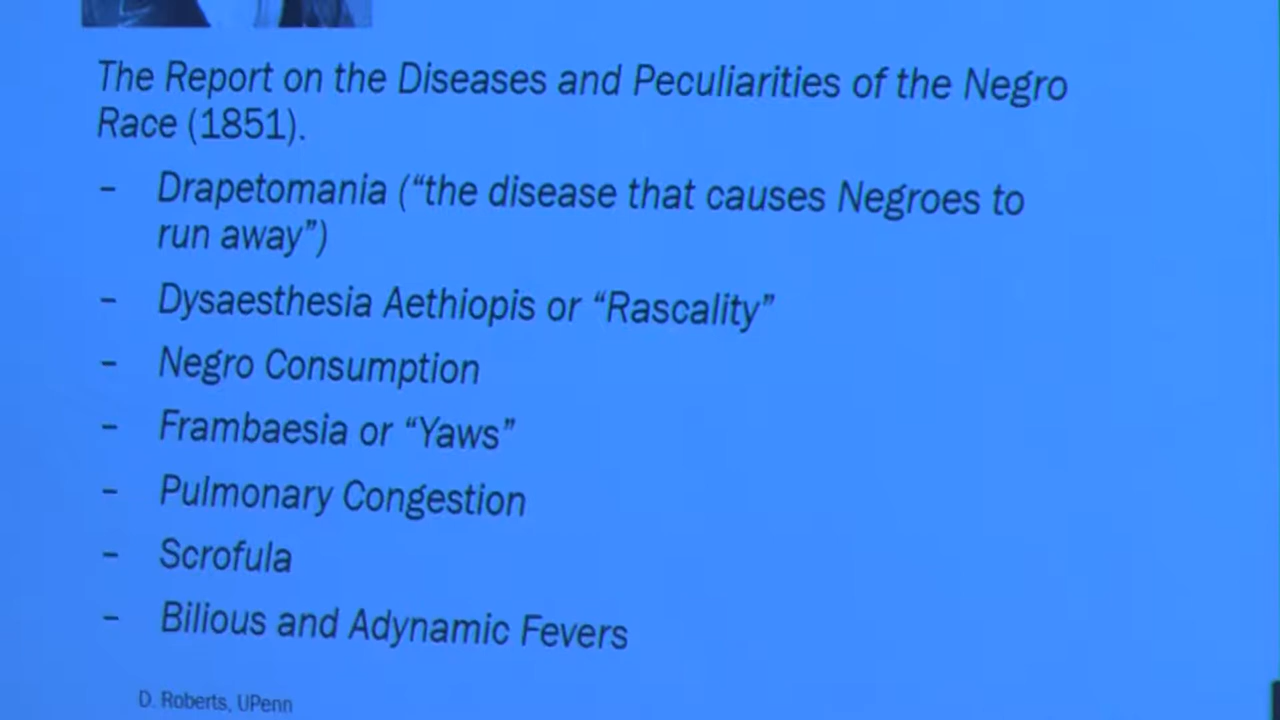 The Report on the Diseases and Peculiarities of the Negro
Race (1851).
– Drapetomania (“the disease that causes Negroes to
run away”)
– Dysaesthesia Aethiopis or “Rascality”
– Negro Consumption
– Frambaesia or “Yaws”
– Pulmonary Congestion
– Scrofula
– Bilious and Adynamic Fevers
D. Roberts, UPenn